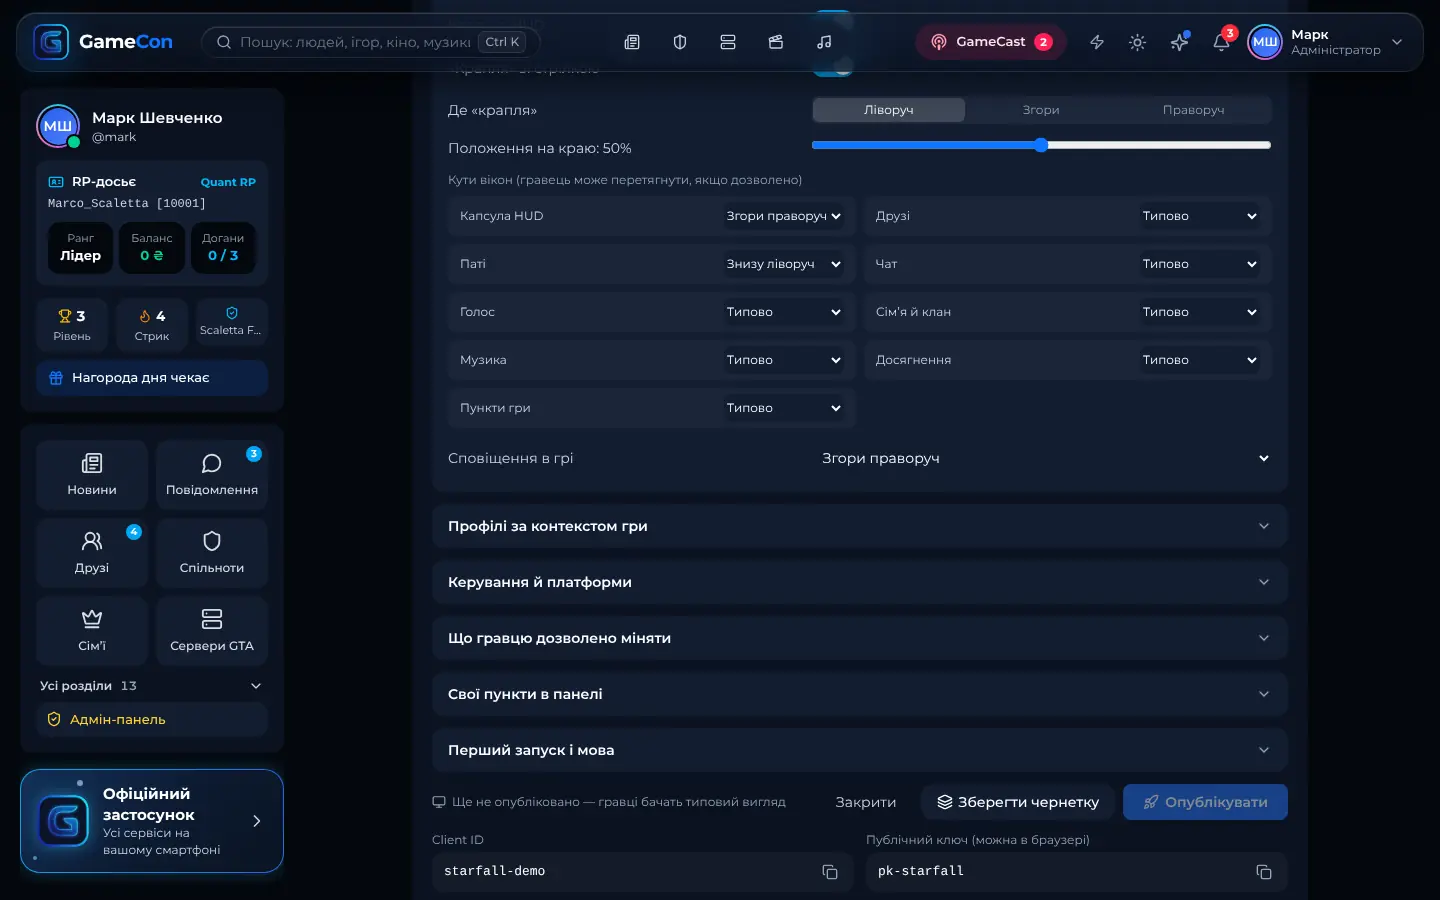 GameCon
Пошук: людей, ігор, кіно, музики
Ctrl K
GameCast 2
3
МШ
Марк
Адміністратор
МШ
Марк Шевченко
@mark
RP-досьє
Quant RP
Marco_Scaletta [10001]
Ранг
Лідер
Баланс
0 ₴
Догани
0 / 3
3
Рівень
4
Стрик
Scaletta F...
Нагорода дня чекає
Новини
3
Повідомлення
4
Друзі
Спільноти
Сім'ї
Сервери GTA
Усі розділи 13
Адмін-панель
Офіційний
застосунок
Усі сервіси на
вашому смартфоні
Де «крапля»
Ліворуч
Згори
Праворуч
Положення на краю: 50%
Кути вікон (гравець може перетягнути, якщо дозволено)
Капсула HUD
Згори праворуч
Друзі
Типово
Паті
Знизу ліворуч
Чат
Типово
Голос
Типово
Сім'я й клан
Типово
Музика
Типово
Досягнення
Типово
Пункти гри
Типово
Сповіщення в грі
Згори праворуч
Профілі за контекстом гри
Керування й платформи
Що гравцю дозволено міняти
Свої пункти в панелі
Перший запуск і мова
Ще не опубліковано — гравці бачать типовий вигляд
Закрити
Зберегти чернетку
Опублікувати
Client ID
starfall-demo
Публічний ключ (можна в браузері)
pk-starfall